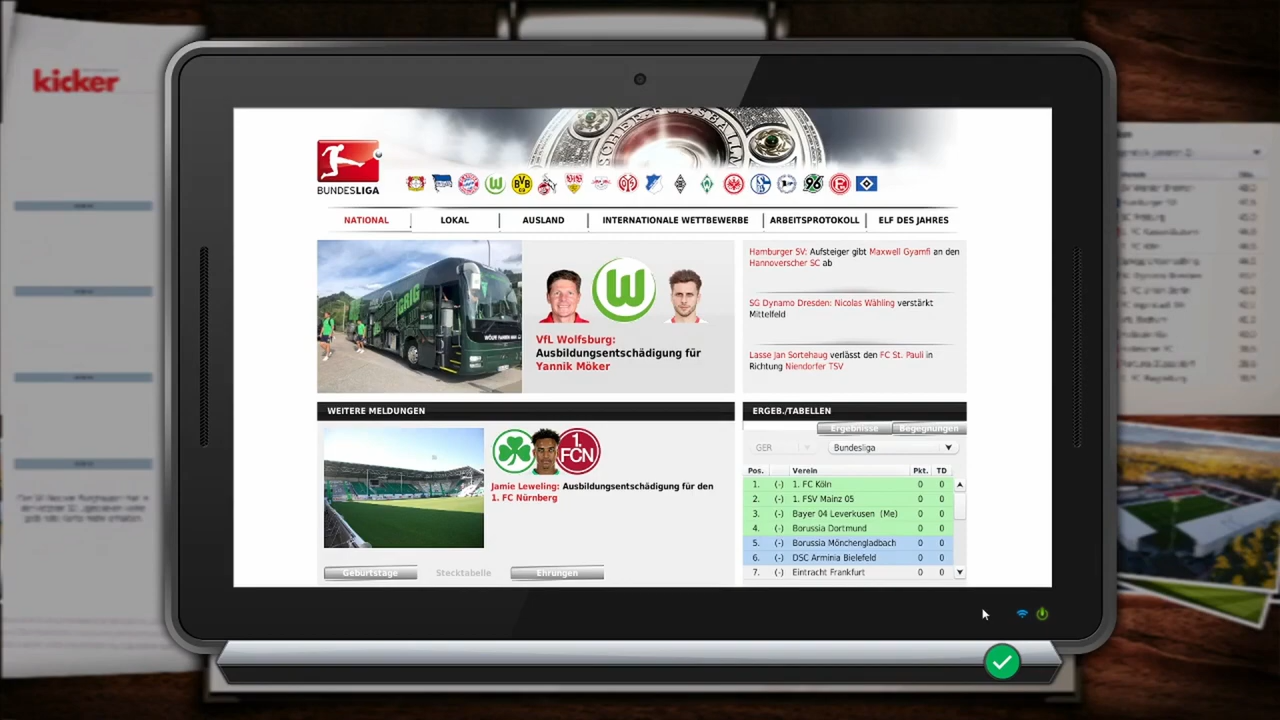 kicker
BUNDESLIGA
NATIONAL
LOKAL
AUSLAND
INTERNATIONALE WETTBEWERBE
ARBEITSPROTOKOLL
ELF DES JAHRES
VfL Wolfsburg:
Ausbildungsentschädigung für
Yannik Möker
Hamburger SV: Aufsteiger gibt Maxwell Gyamfi an den
Hannoverscher SC ab
SG Dynamo Dresden: Nicolas Wähling verstärkt
Mittelfeld
Lasse Jan Sortehaug verlässt den FC St. Pauli in
Richtung Niendorfer TSV
WEITERE MELDUNGEN
1.
FCN
Jamie Leweling: Ausbildungsentschädigung für den
1. FC Nürnberg
Geburtstage
Stecktabelle
Ehrungen
ERGEB./TABELLEN
Ergebnisse
Begegnungen
GER
Bundesliga
Pos. Verein Pkt. TD
1. (-) 1. FC Köln 0 0
2. (-) 1. FSV Mainz 05 0 0
3. (-) Bayer 04 Leverkusen (Me) 0 0
4. (-) Borussia Dortmund 0 0
5. (-) Borussia Mönchengladbach 0 0
6. (-) DSC Arminia Bielefeld 0 0
7. (-) Eintracht Frankfurt 0 0